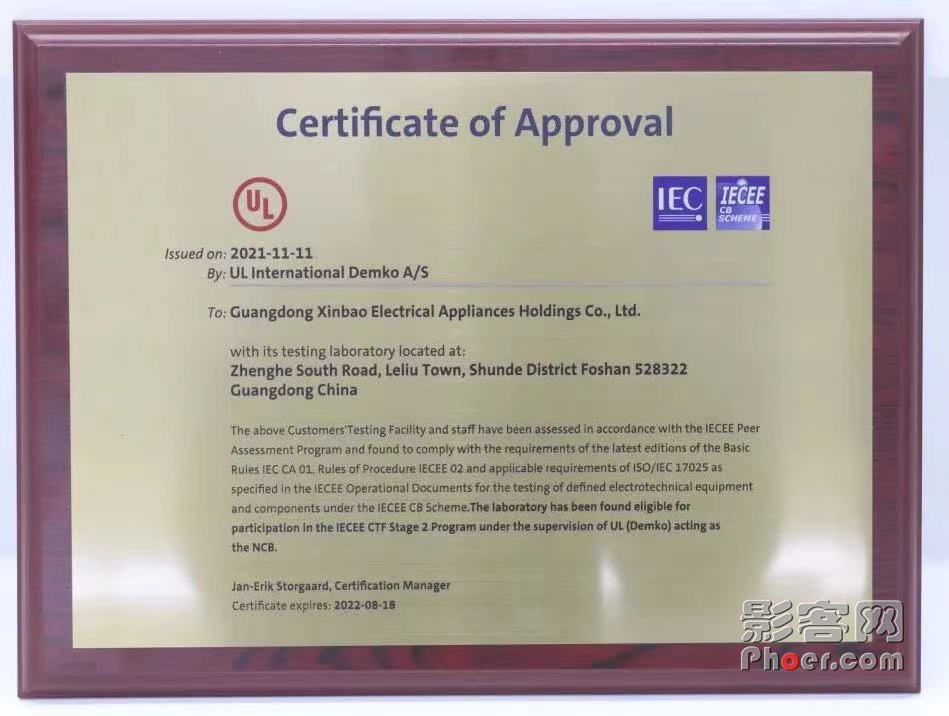 Certificate of Approval
UL
IEC
IECEE
CB
SCHEME
Issued on: 2021-11-11
By: UL International Demko A/S
To: Guangdong Xinbao Electrical Appliances Holdings Co., Ltd.
with its testing laboratory located at:
Zhenghe South Road, Leliu Town, Shunde District Foshan 528322
Guangdong China
The above Customers'Testing Facility and staff have been assessed in accordance with the IECEE Peer
Assessment Program and found to comply with the requirements of the latest editions of the Basic
Rules IEC CA 01, Rules of Procedure IECEE 02 and applicable requirements of ISO/IEC 17025 as
specified in the IECEE Operational Documents for the testing of defined electrotechnical equipment
and components under the IECEE CB Scheme.The laboratory has been found eligible for
participation in the IECEE CTF Stage 2 Program under the supervision of UL (Demko) acting as
the NCB.
Jan-Erik Storgaard, Certification Manager
Certificate expires: 2022-08-18
影客网
Phoer.com